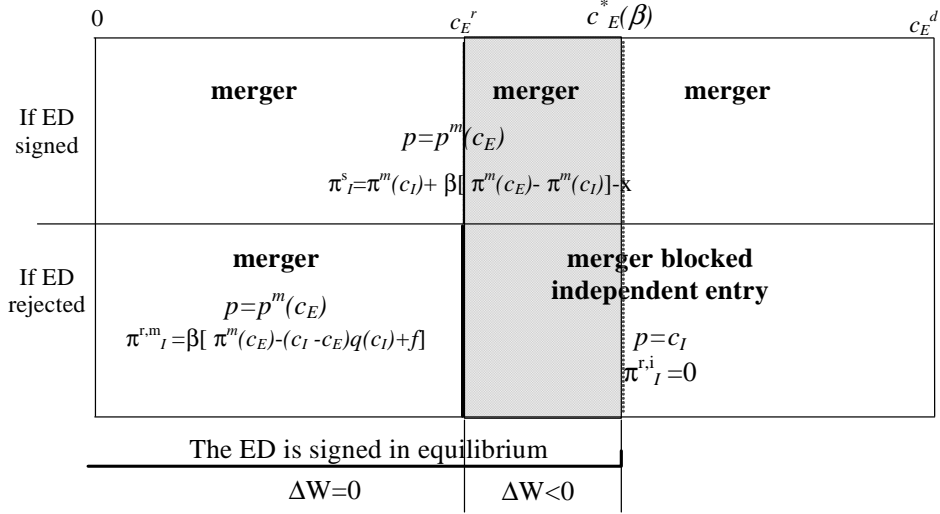 0 c_E^r c^*_E(β) c_E^d
If ED signed
merger merger merger
p=p^m(c_E)
π^s_I=π^m(c_I)+ β[ π^m(c_E)- π^m(c_I)]-x
If ED rejected
merger
p=p^m(c_E)
π^{r,m}_I =β[ π^m(c_E)-(c_I -c_E)q(c_I)+f]
merger blocked
independent entry
p=c_I
π^{r,i}_I =0
The ED is signed in equilibrium
ΔW=0 ΔW<0